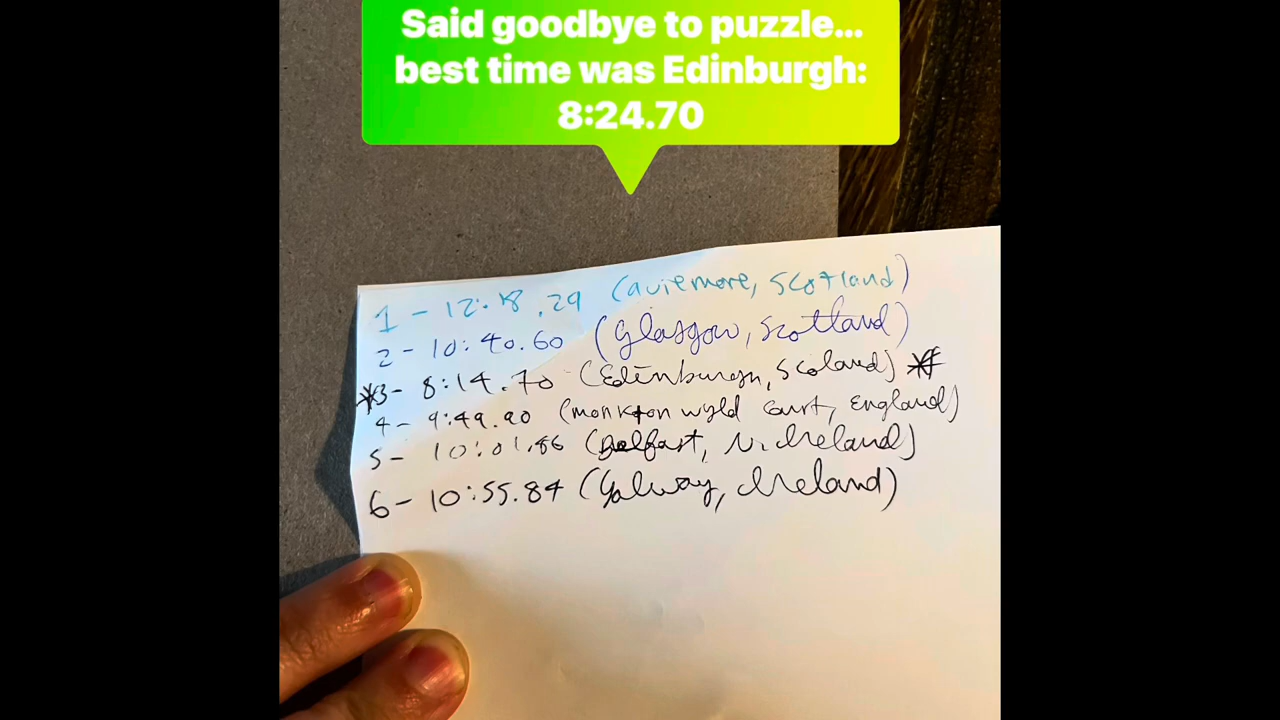 Said goodbye to puzzle...
best time was Edinburgh:
8:24.70
1 - 12:18.29 (aviemore, Scotland)
2 - 10:40.60 (Glasgow, Scotland)
*3- 8:14.70 (Edinburgh, Scoland) *
4 - 9:49.90 (monkton wyld court, England)
5 - 10:01.86 (Belfast, N. Ireland)
6 - 10:55.84 (Galway, Ireland)